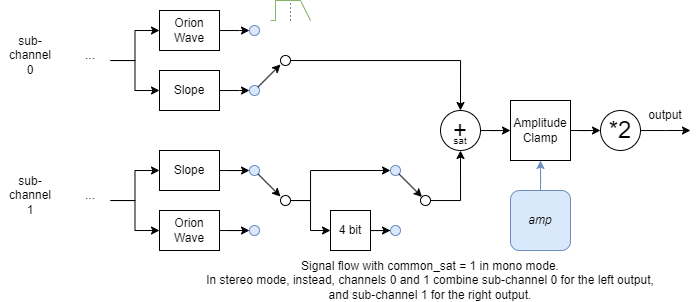 sub-
channel
0
...
Orion
Wave
Slope
+
sat
Amplitude
Clamp
*2
output
sub-
channel
1
...
Slope
Orion
Wave
4 bit
amp
Signal flow with common_sat = 1 in mono mode.
In stereo mode, instead, channels 0 and 1 combine sub-channel 0 for the left output,
and sub-channel 1 for the right output.